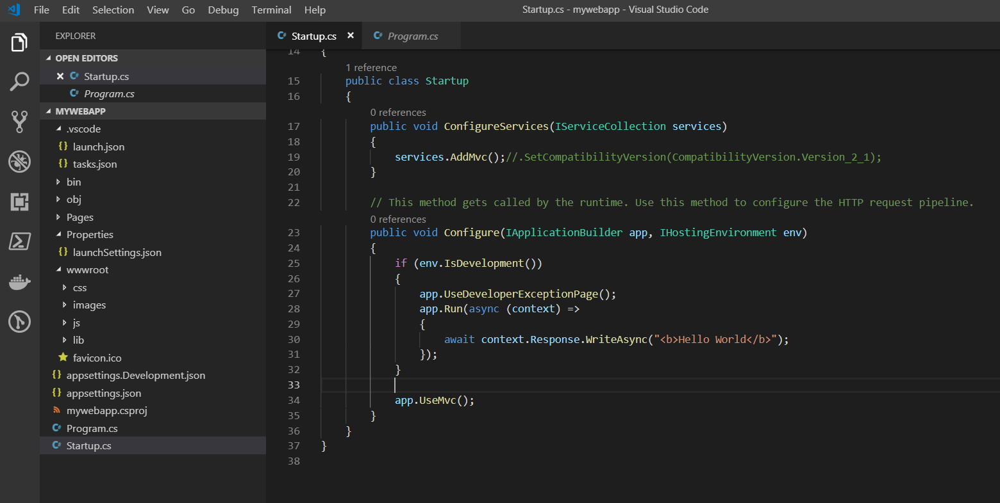 File Edit Selection View Go Debug Terminal Help
Startup.cs - mywebapp - Visual Studio Code
EXPLORER
OPEN EDITORS
Startup.cs
Program.cs
MYWEBAPP
.vscode
launch.json
tasks.json
bin
obj
Pages
Properties
launchSettings.json
wwwroot
css
images
js
lib
favicon.ico
appsettings.Development.json
appsettings.json
mywebapp.csproj
Program.cs
Startup.cs
Startup.cs
Program.cs
14 {
1 reference
15 public class Startup
16 {
0 references
17 public void ConfigureServices(IServiceCollection services)
18 {
19 services.AddMvc();//.SetCompatibilityVersion(CompatibilityVersion.Version_2_1);
20 }
21
22 // This method gets called by the runtime. Use this method to configure the HTTP request pipeline.
0 references
23 public void Configure(IApplicationBuilder app, IHostingEnvironment env)
24 {
25 if (env.IsDevelopment())
26 {
27 app.UseDeveloperExceptionPage();
28 app.Run(async (context) =>
29 {
30 await context.Response.WriteAsync("<b>Hello World</b>");
31 });
32 }
33
34 app.UseMvc();
35 }
36 }
37 }
38